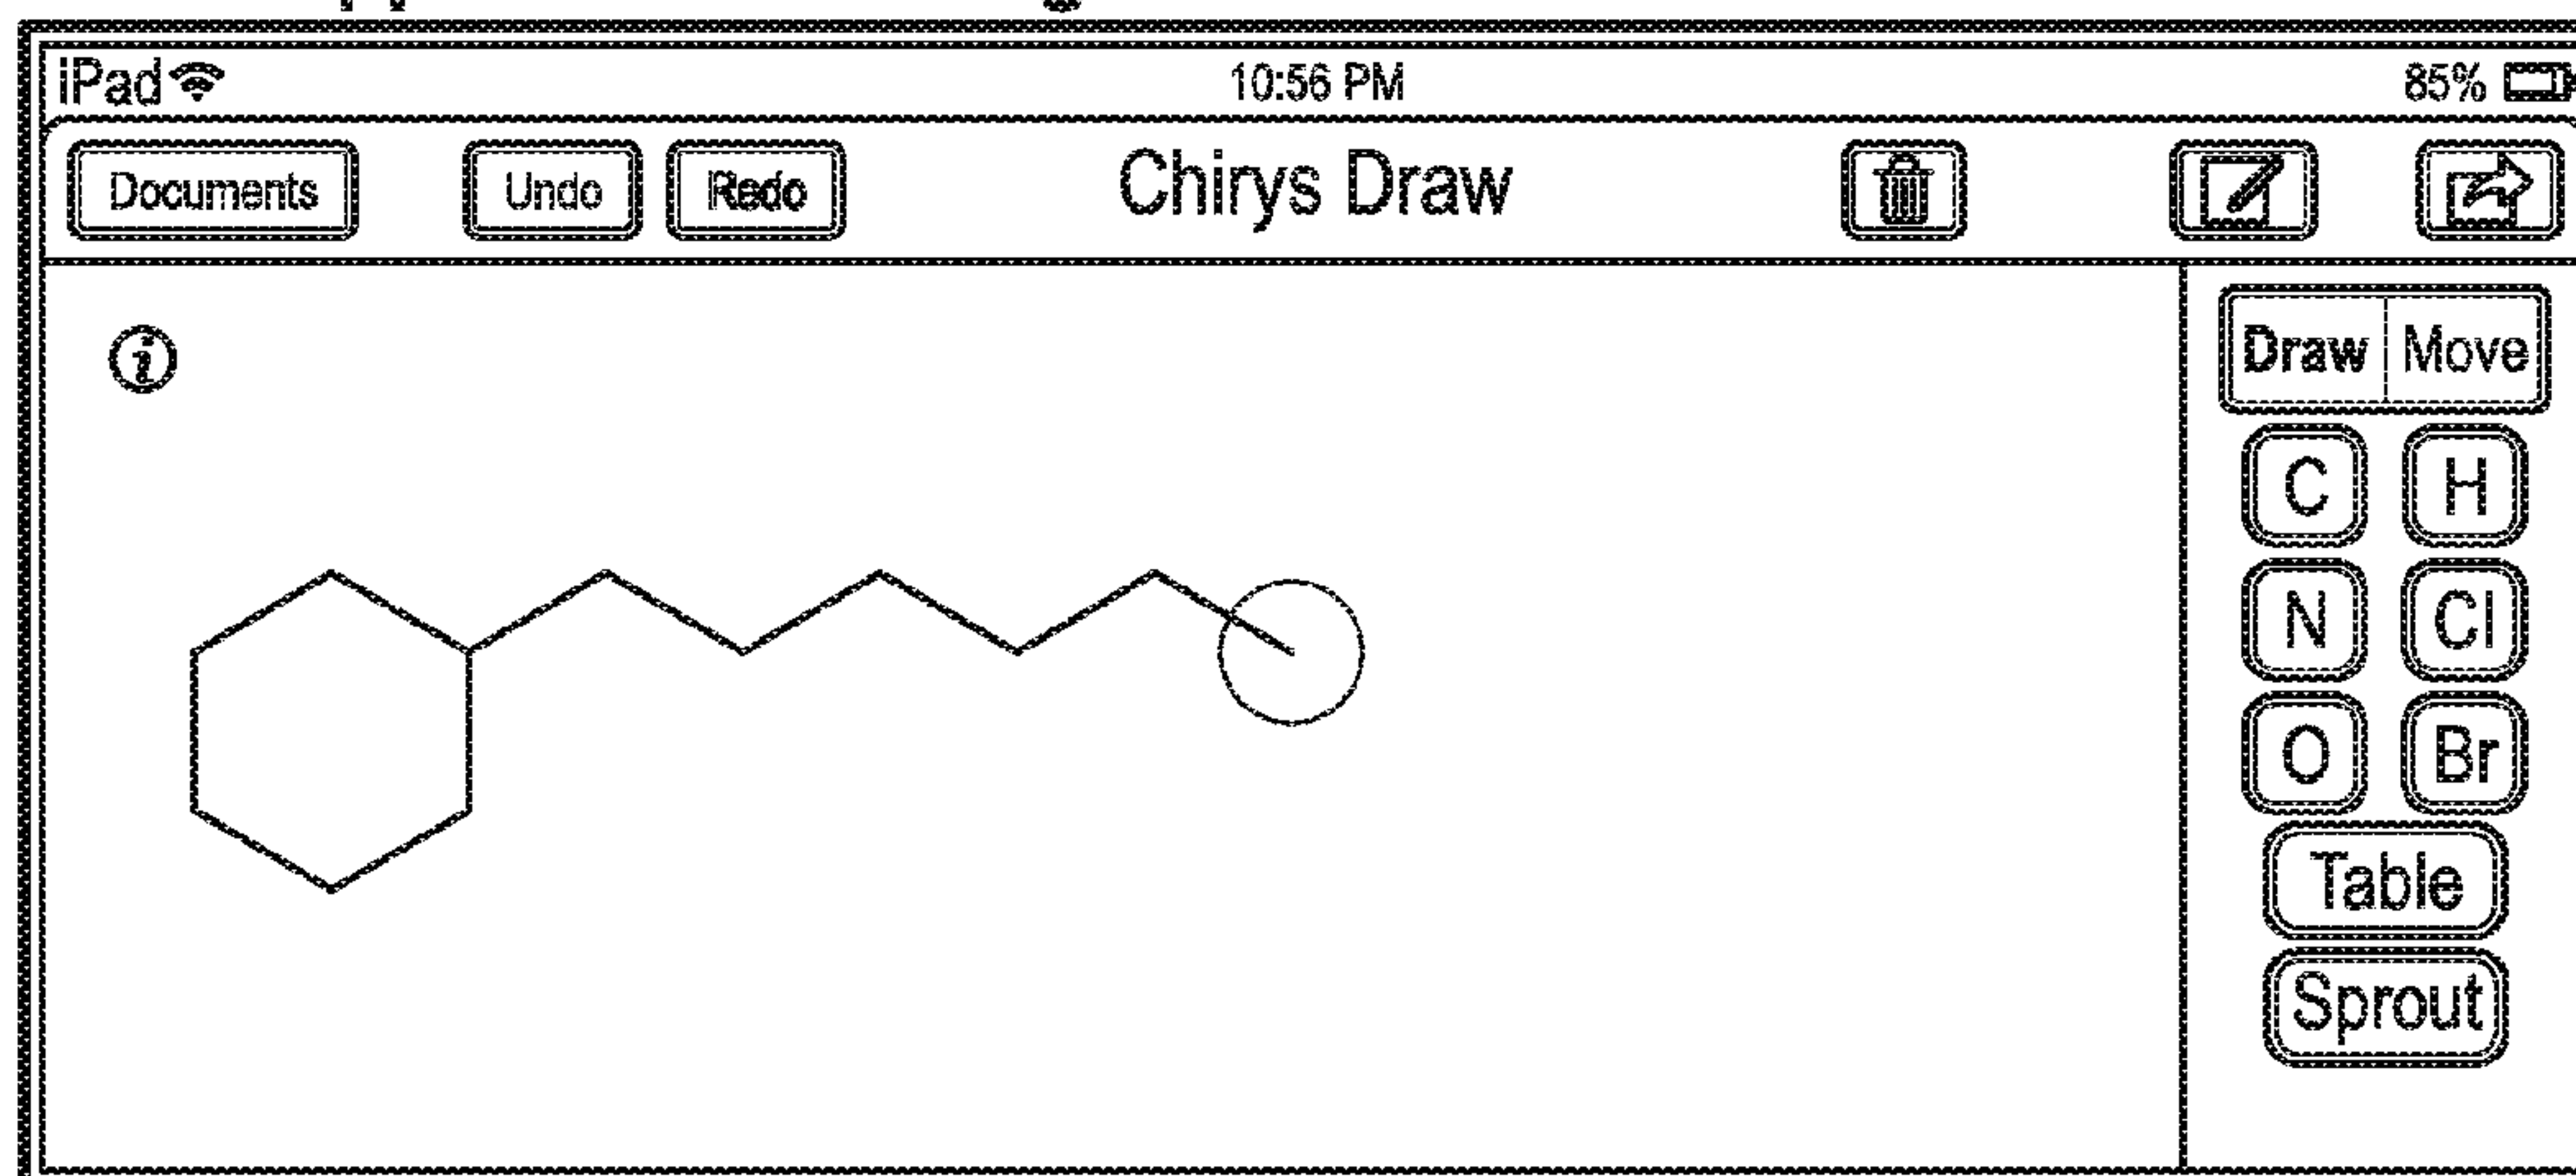 iPad 10:56 PM 85%
Documents Undo Redo Chirys Draw
i
Draw Move
C H
N Cl
O Br
Table
Sprout